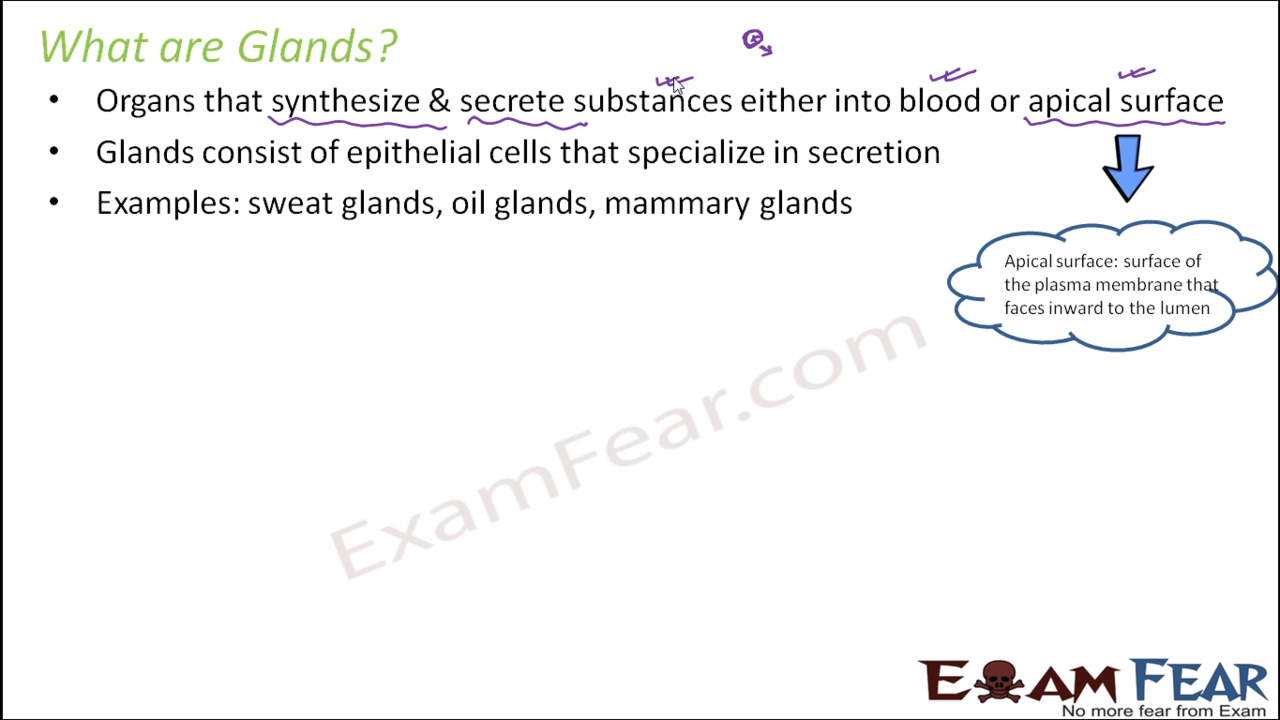 What are Glands?
• Organs that synthesize & secrete substances either into blood or apical surface
• Glands consist of epithelial cells that specialize in secretion
• Examples: sweat glands, oil glands, mammary glands
Apical surface: surface of
the plasma membrane that
faces inward to the lumen
ExamFear.com
EXAM FEAR
No more fear from Exam